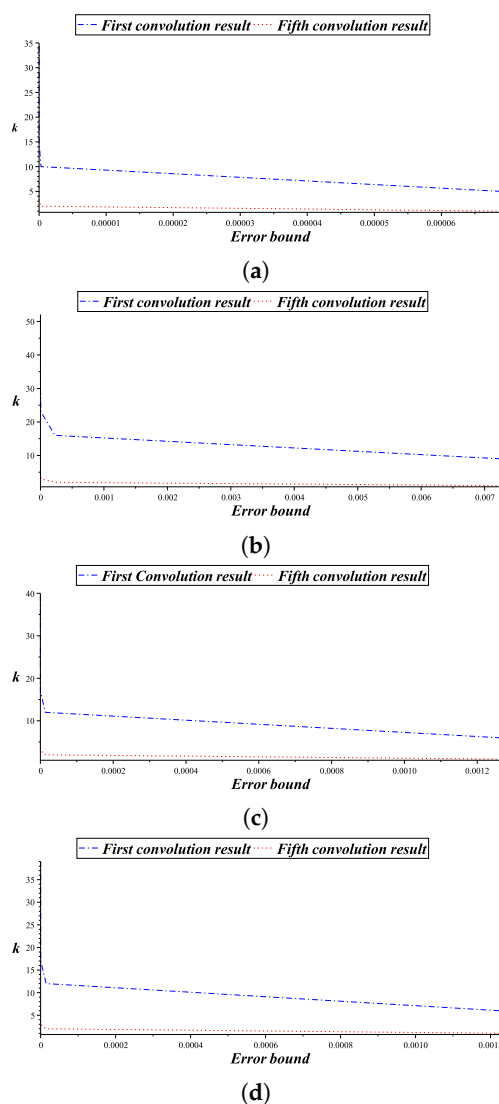 First convolution result Fifth convolution result
35
30
25
k
20
15
10
5
0 0.00001 0.00002 0.00003 0.00004 0.00005 0.00006
Error bound
(a)
First convolution result Fifth convolution result
50
40
k
30
20
10
0 0.001 0.002 0.003 0.004 0.005 0.006 0.007
Error bound
(b)
First Convolution result Fifth convolution result
40
30
k
20
10
0 0.0002 0.0004 0.0006 0.0008 0.0010 0.0012
Error bound
(c)
First convolution result Fifth convolution result
35
30
25
k
20
15
10
5
0 0.0002 0.0004 0.0006 0.0008 0.0010 0.0012
Error bound
(d)